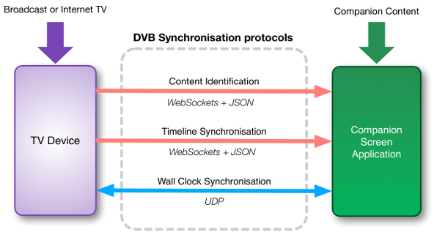 Broadcast or Internet TV
Companion Content
DVB Synchronisation protocols
Content Identification
WebSockets + JSON
TV Device
Timeline Synchronisation
WebSockets + JSON
Companion
Screen
Application
Wall Clock Synchronisation
UDP